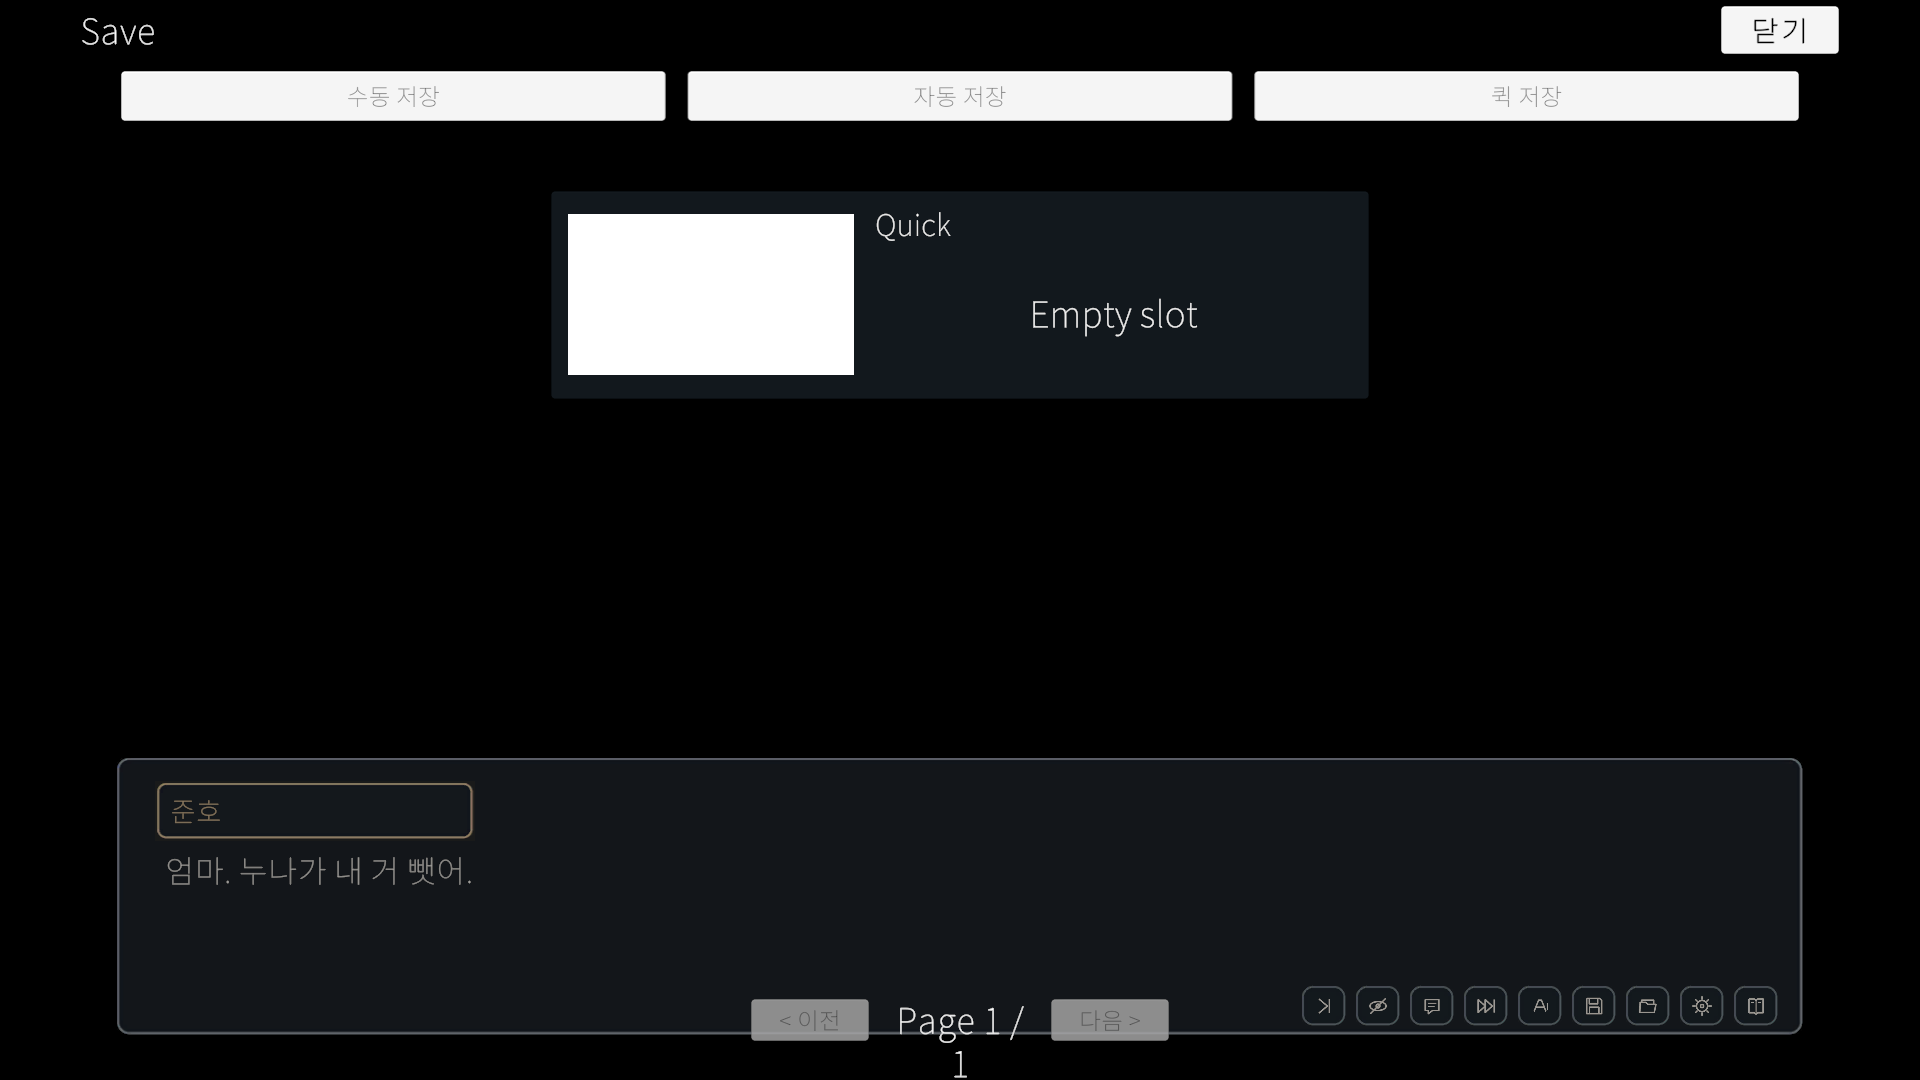 Save
닫기
수동 저장
자동 저장
퀵 저장
Quick
Empty slot
준호
엄마. 누나가 내 거 뺏어.
< 이전
Page 1 /
1
다음 >